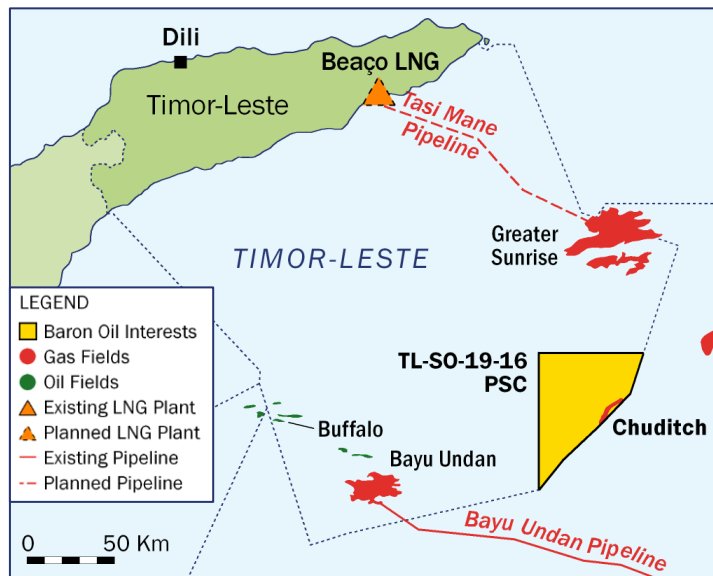 Dili
Beaço LNG
Timor-Leste
Tasi Mane
Pipeline
Greater
Sunrise
TIMOR-LESTE
LEGEND
Baron Oil Interests
Gas Fields
Oil Fields
Existing LNG Plant
Planned LNG Plant
Existing Pipeline
Planned Pipeline
TL-SO-19-16
PSC
Chuditch
Buffalo
Bayu Undan
Bayu Undan Pipeline
0 50 Km